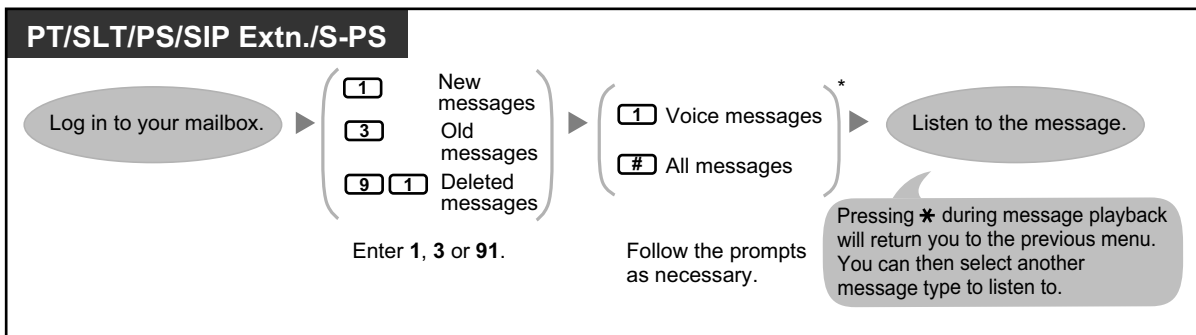 PT/SLT/PS/SIP Extn./S-PS
Log in to your mailbox.
1 New
messages
3 Old
messages
9 1 Deleted
messages
Enter 1, 3 or 91.
*
1 Voice messages
# All messages
Follow the prompts
as necessary.
Listen to the message.
Pressing * during message playback
will return you to the previous menu.
You can then select another
message type to listen to.